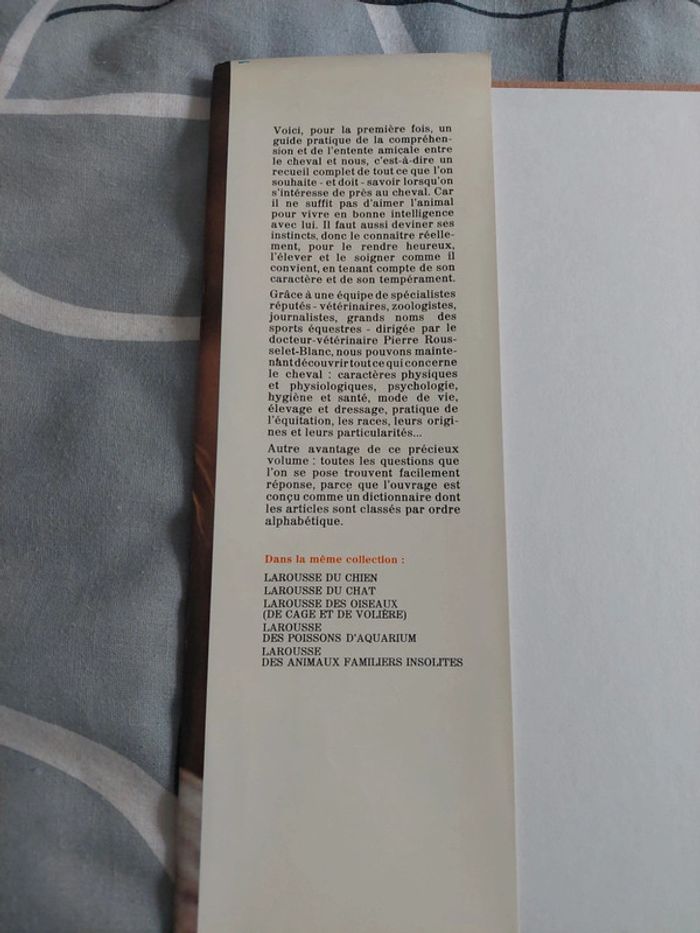 Voici, pour la première fois, un
guide pratique de la compréhen-
sion et de l'entente amicale entre
le cheval et nous, c'est-à-dire un
recueil complet de tout ce que l'on
souhaite - et doit - savoir lorsqu'on
s'intéresse de près au cheval. Car
il ne suffit pas d'aimer l'animal
pour vivre en bonne intelligence
avec lui. Il faut aussi deviner ses
instincts, donc le connaître réelle-
ment, pour le rendre heureux,
l'élever et le soigner comme il
convient, en tenant compte de son
caractère et de son tempérament.
Grâce à une équipe de spécialistes
réputés - vétérinaires, zoologistes,
journalistes, grands noms des
sports équestres - dirigée par le
docteur-vétérinaire Pierre Rous-
selet-Blanc, nous pouvons mainte-
nant découvrir tout ce qui concerne
le cheval : caractères physiques
et physiologiques, psychologie,
hygiène et santé, mode de vie,
élevage et dressage, pratique de
l'équitation, les races, leurs origi-
nes et leurs particularités...
Autre avantage de ce précieux
volume : toutes les questions que
l'on se pose trouvent facilement
réponse, parce que l'ouvrage est
conçu comme un dictionnaire dont
les articles sont classés par ordre
alphabétique.
Dans la même collection :
LAROUSSE DU CHIEN
LAROUSSE DU CHAT
LAROUSSE DES OISEAUX
(DE CAGE ET DE VOLIÈRE)
LAROUSSE
DES POISSONS D'AQUARIUM
LAROUSSE
DES ANIMAUX FAMILIERS INSOLITES